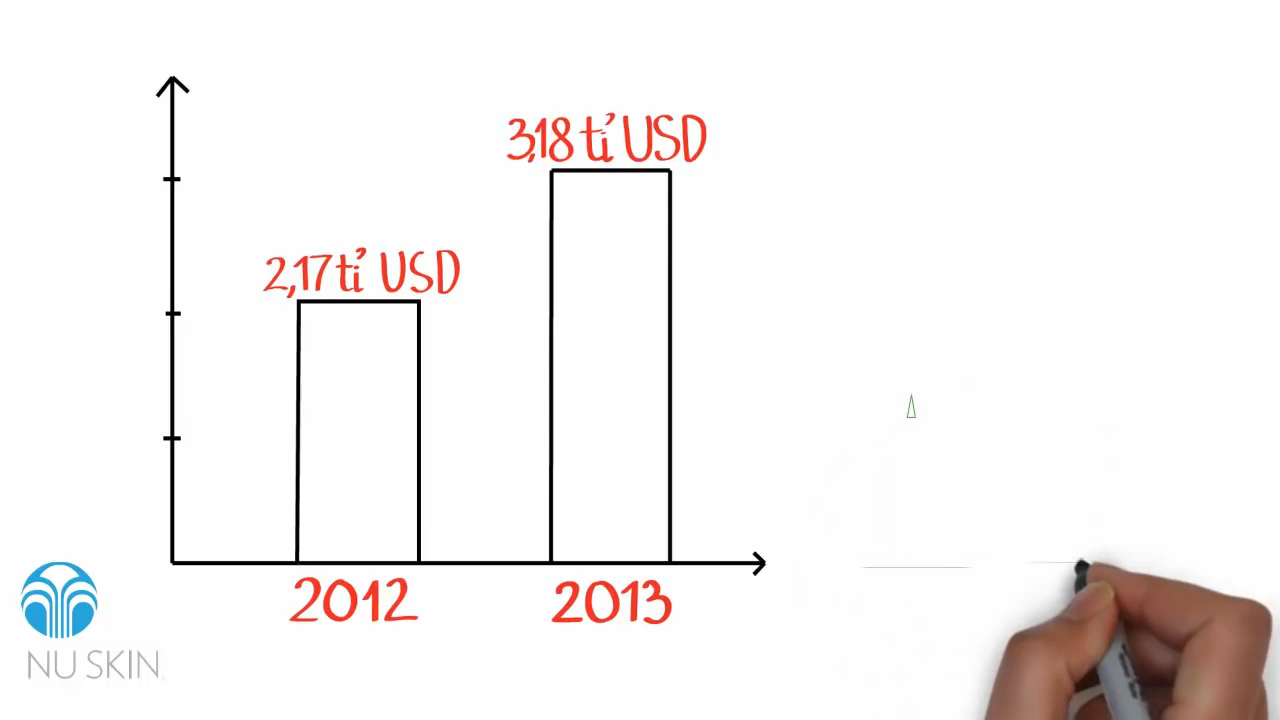 3,18 tỉ USD
2,17 tỉ USD
2012 2013
NU SKIN.